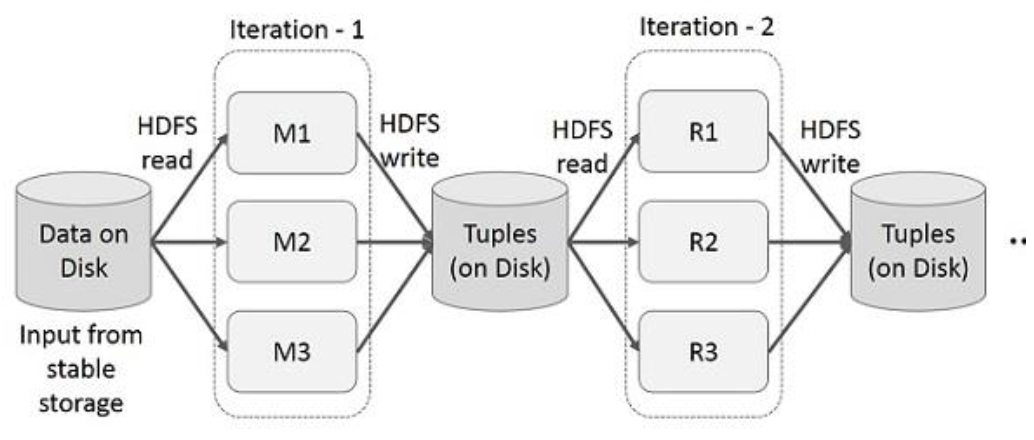 Iteration - 1
Iteration - 2
HDFS
read
M1
HDFS
write
HDFS
read
R1
HDFS
write
Data on
Disk
M2
Tuples
(on Disk)
R2
Tuples
(on Disk)
..
Input from
stable
storage
M3
R3